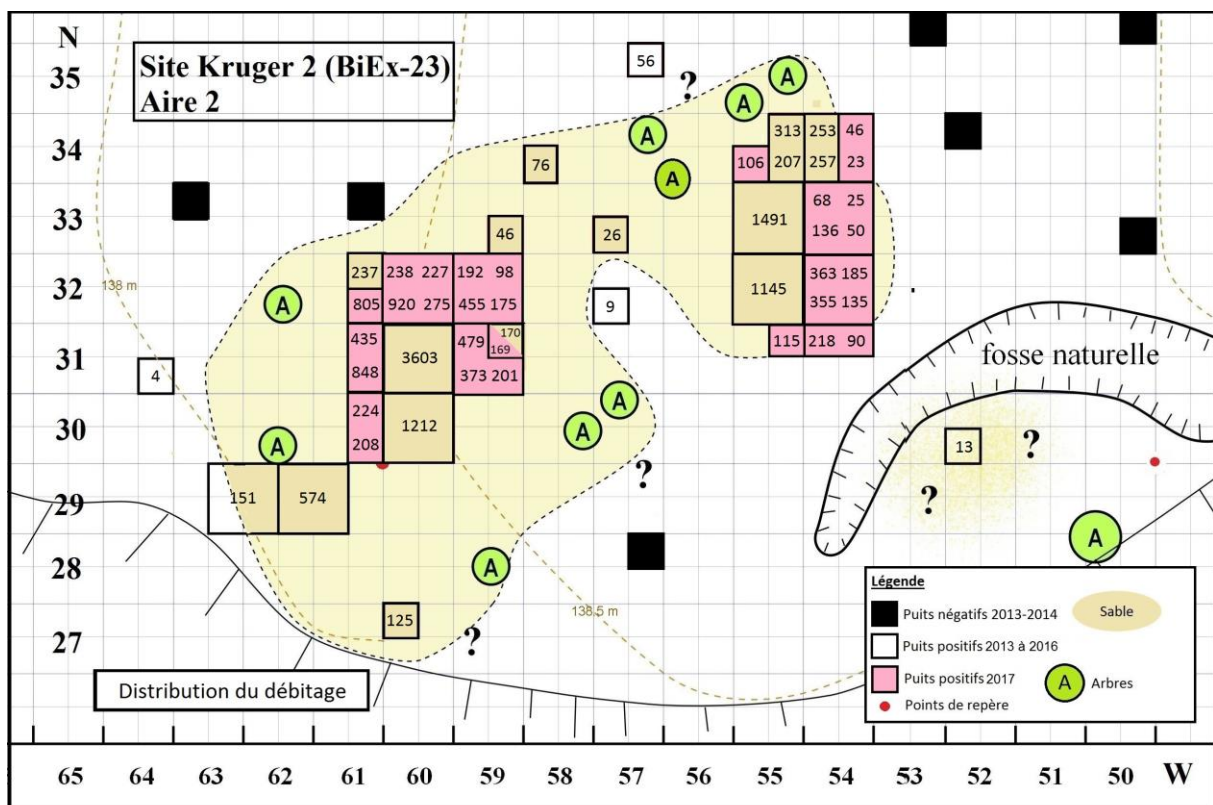 N
Site Kruger 2 (BiEx-23)
Aire 2
35
56
?
A
A
313 253 46
34
A
76
106 207 257 23
A
33
1491
68 25
46
26
136 50
32
237 238 227 192 98
1145
363 185
138 m
A
805 920 275 455 175
9
355 135
31
435
3603
479 170
169
115 218 90
fosse naturelle
4
848
373 201
A
30
224
1212
A
A
13
?
208
?
29
151 574
?
28
A
A
138.5 m
125
27
?
Distribution du débitage
Légende
Puits négatifs 2013-2014
Sable
Puits positifs 2013 à 2016
Puits positifs 2017
A
Arbres
Points de repère
65 64 63 62 61 60 59 58 57 56 55 54 53 52 51 50 W